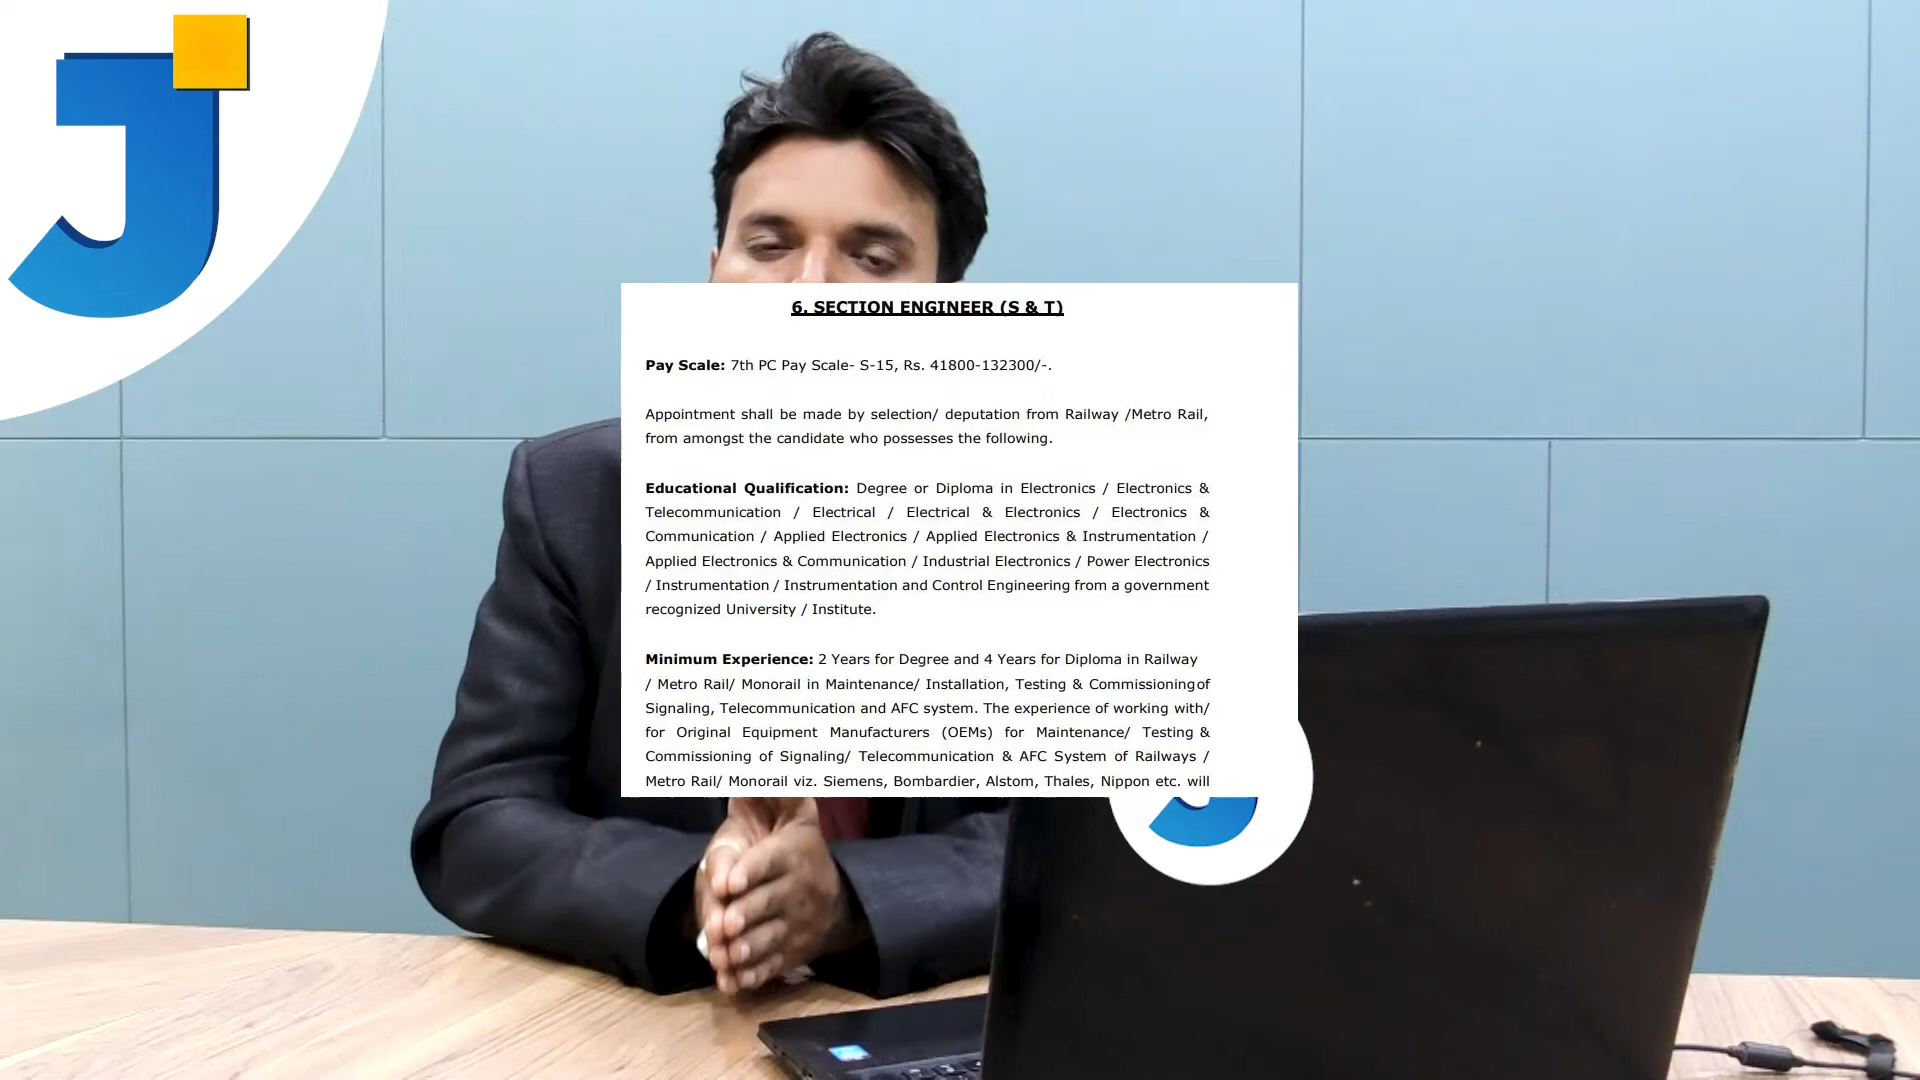 J
6. SECTION ENGINEER (S & T)
Pay Scale: 7th PC Pay Scale- S-15, Rs. 41800-132300/-.
Appointment shall be made by selection/ deputation from Railway /Metro Rail,
from amongst the candidate who possesses the following.
Educational Qualification: Degree or Diploma in Electronics / Electronics &
Telecommunication / Electrical / Electrical & Electronics / Electronics &
Communication / Applied Electronics / Applied Electronics & Instrumentation /
Applied Electronics & Communication / Industrial Electronics / Power Electronics
/ Instrumentation / Instrumentation and Control Engineering from a government
recognized University / Institute.
Minimum Experience: 2 Years for Degree and 4 Years for Diploma in Railway
/ Metro Rail/ Monorail in Maintenance/ Installation, Testing & Commissioning of
Signaling, Telecommunication and AFC system. The experience of working with/
for Original Equipment Manufacturers (OEMs) for Maintenance/ Testing &
Commissioning of Signaling/ Telecommunication & AFC System of Railways /
Metro Rail/ Monorail viz. Siemens, Bombardier, Alstom, Thales, Nippon etc. will